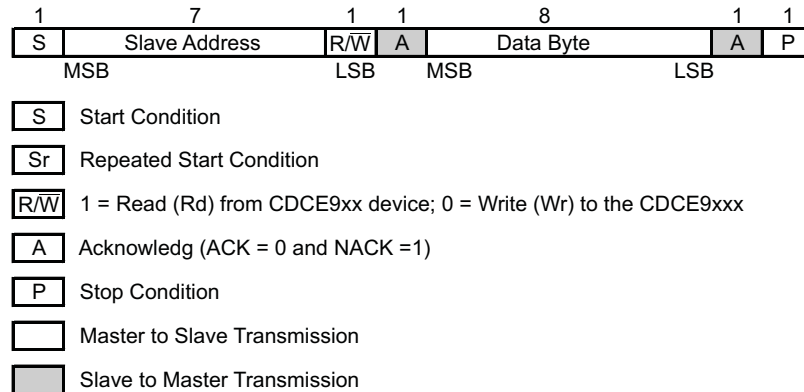 1 7 1 1 8 1 1
S Slave Address R/W̅ A Data Byte A P
MSB LSB MSB LSB
S Start Condition
Sr Repeated Start Condition
R/W̅ 1 = Read (Rd) from CDCE9xx device; 0 = Write (Wr) to the CDCE9xxx
A Acknowledg (ACK = 0 and NACK =1)
P Stop Condition
Master to Slave Transmission
Slave to Master Transmission